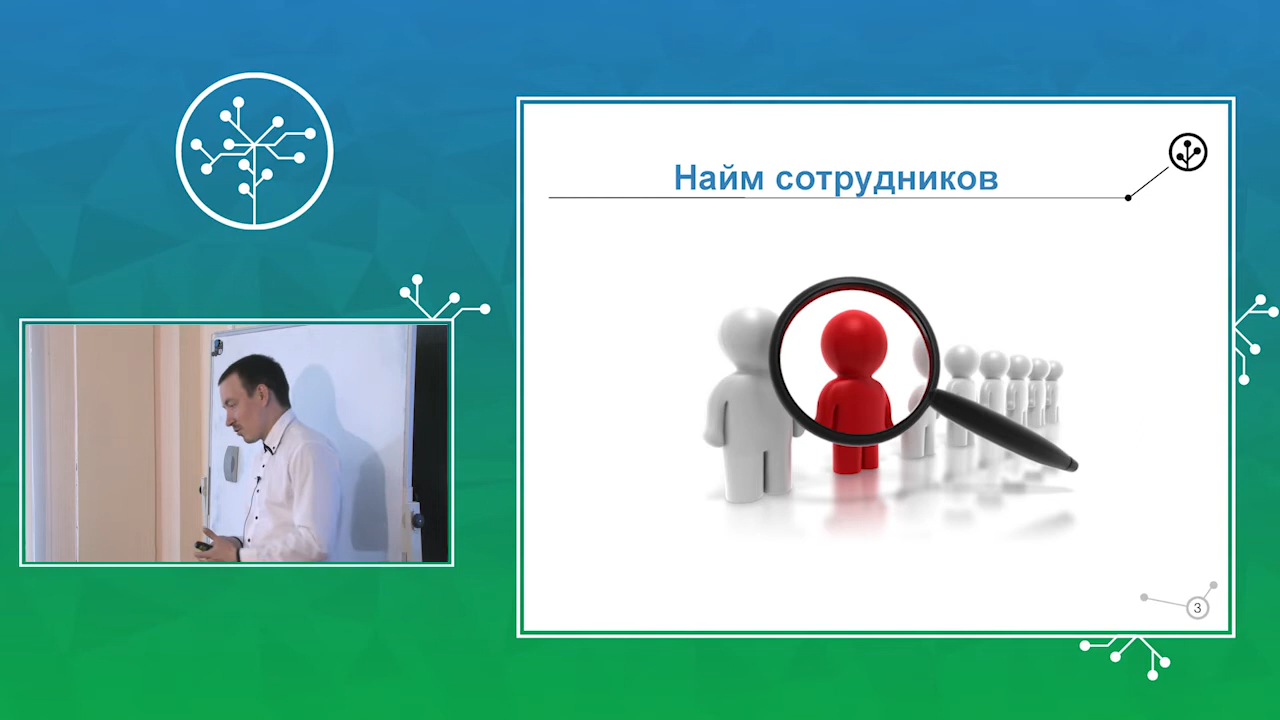 Найм сотрудников
3